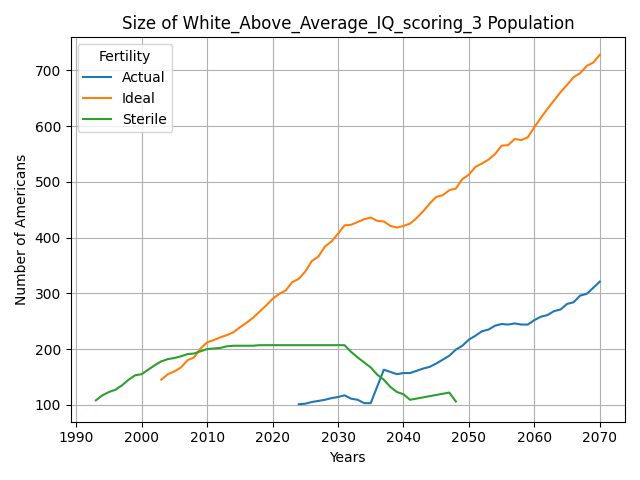 Size of White_Above_Average_IQ_scoring_3 Population
Fertility
Actual
Ideal
Sterile
Number of Americans
700
600
500
400
300
200
100
1990 2000 2010 2020 2030 2040 2050 2060 2070
Years